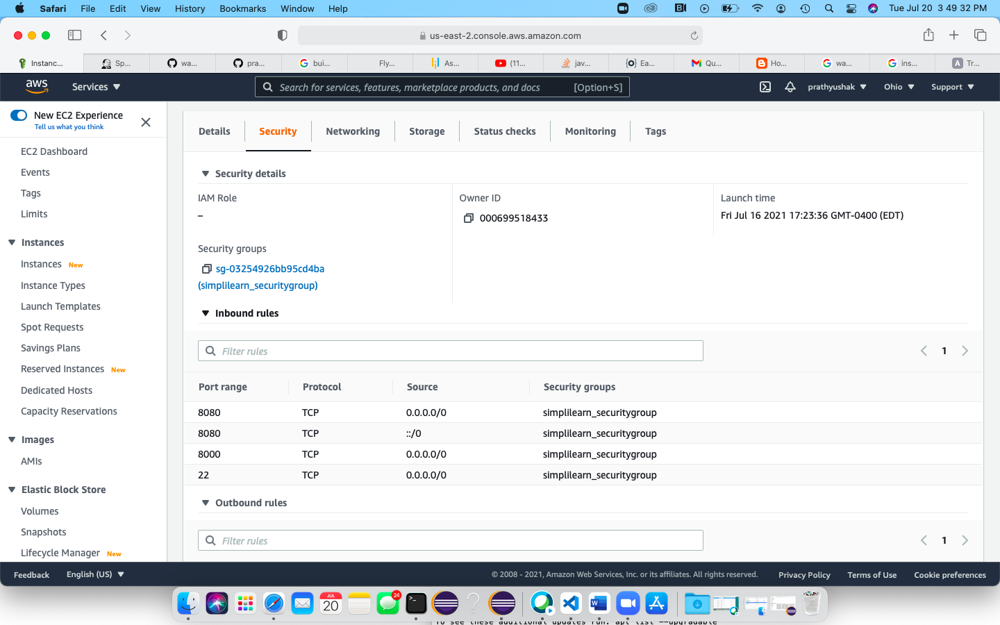 Safari File Edit View History Bookmarks Window Help Tue Jul 20 3 49 32 PM
us-east-2.console.aws.amazon.com
Instanc... Sp... wa... pra... bui... Fly... As... (11... jav... Ea... Qu... Ho... wa... ins... Tr...
aws Services Search for services, features, marketplace products, and docs [Option+S] prathyushak Ohio Support
New EC2 Experience
Tell us what you think
EC2 Dashboard
Events
Tags
Limits
Instances
Instances New
Instance Types
Launch Templates
Spot Requests
Savings Plans
Reserved Instances New
Dedicated Hosts
Capacity Reservations
Images
AMIs
Elastic Block Store
Volumes
Snapshots
Lifecycle Manager New
Details Security Networking Storage Status checks Monitoring Tags
Security details
IAM Role Owner ID Launch time
– 000699518433 Fri Jul 16 2021 17:23:36 GMT-0400 (EDT)
Security groups
sg-03254926bb95cd4ba
(simplilearn_securitygroup)
Inbound rules
Filter rules 1
Port range Protocol Source Security groups
8080 TCP 0.0.0.0/0 simplilearn_securitygroup
8080 TCP ::/0 simplilearn_securitygroup
8000 TCP 0.0.0.0/0 simplilearn_securitygroup
22 TCP 0.0.0.0/0 simplilearn_securitygroup
Outbound rules
Filter rules 1
Feedback English (US) © 2008 - 2021, Amazon Web Services, Inc. or its affiliates. All rights reserved. Privacy Policy Terms of Use Cookie preferences
24
JUL
20
To see these additional updates run: apt list --upgradable